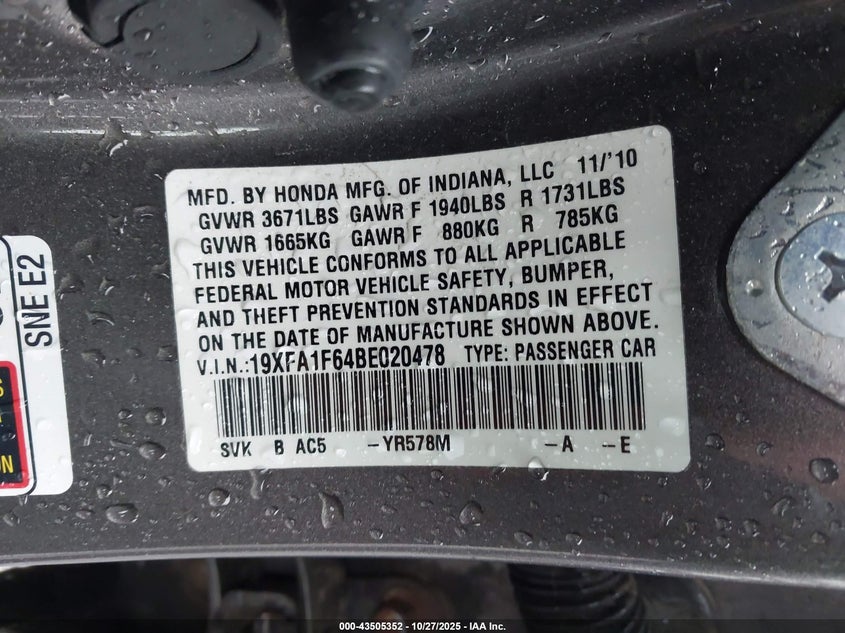 MFD. BY HONDA MFG. OF INDIANA, LLC 11/'10
GVWR 3671LBS GAWR F 1940LBS R 1731LBS
GVWR 1665KG GAWR F 880KG R 785KG
THIS VEHICLE CONFORMS TO ALL APPLICABLE
FEDERAL MOTOR VEHICLE SAFETY, BUMPER,
AND THEFT PREVENTION STANDARDS IN EFFECT
ON THE DATE OF MANUFACTURE SHOWN ABOVE.
V.I.N.:19XFA1F64BE020478 TYPE: PASSENGER CAR
SVK B AC5 -YR578M -A -E
SNE E2
000-43505352 | 10/27/2025 | IAA Inc.